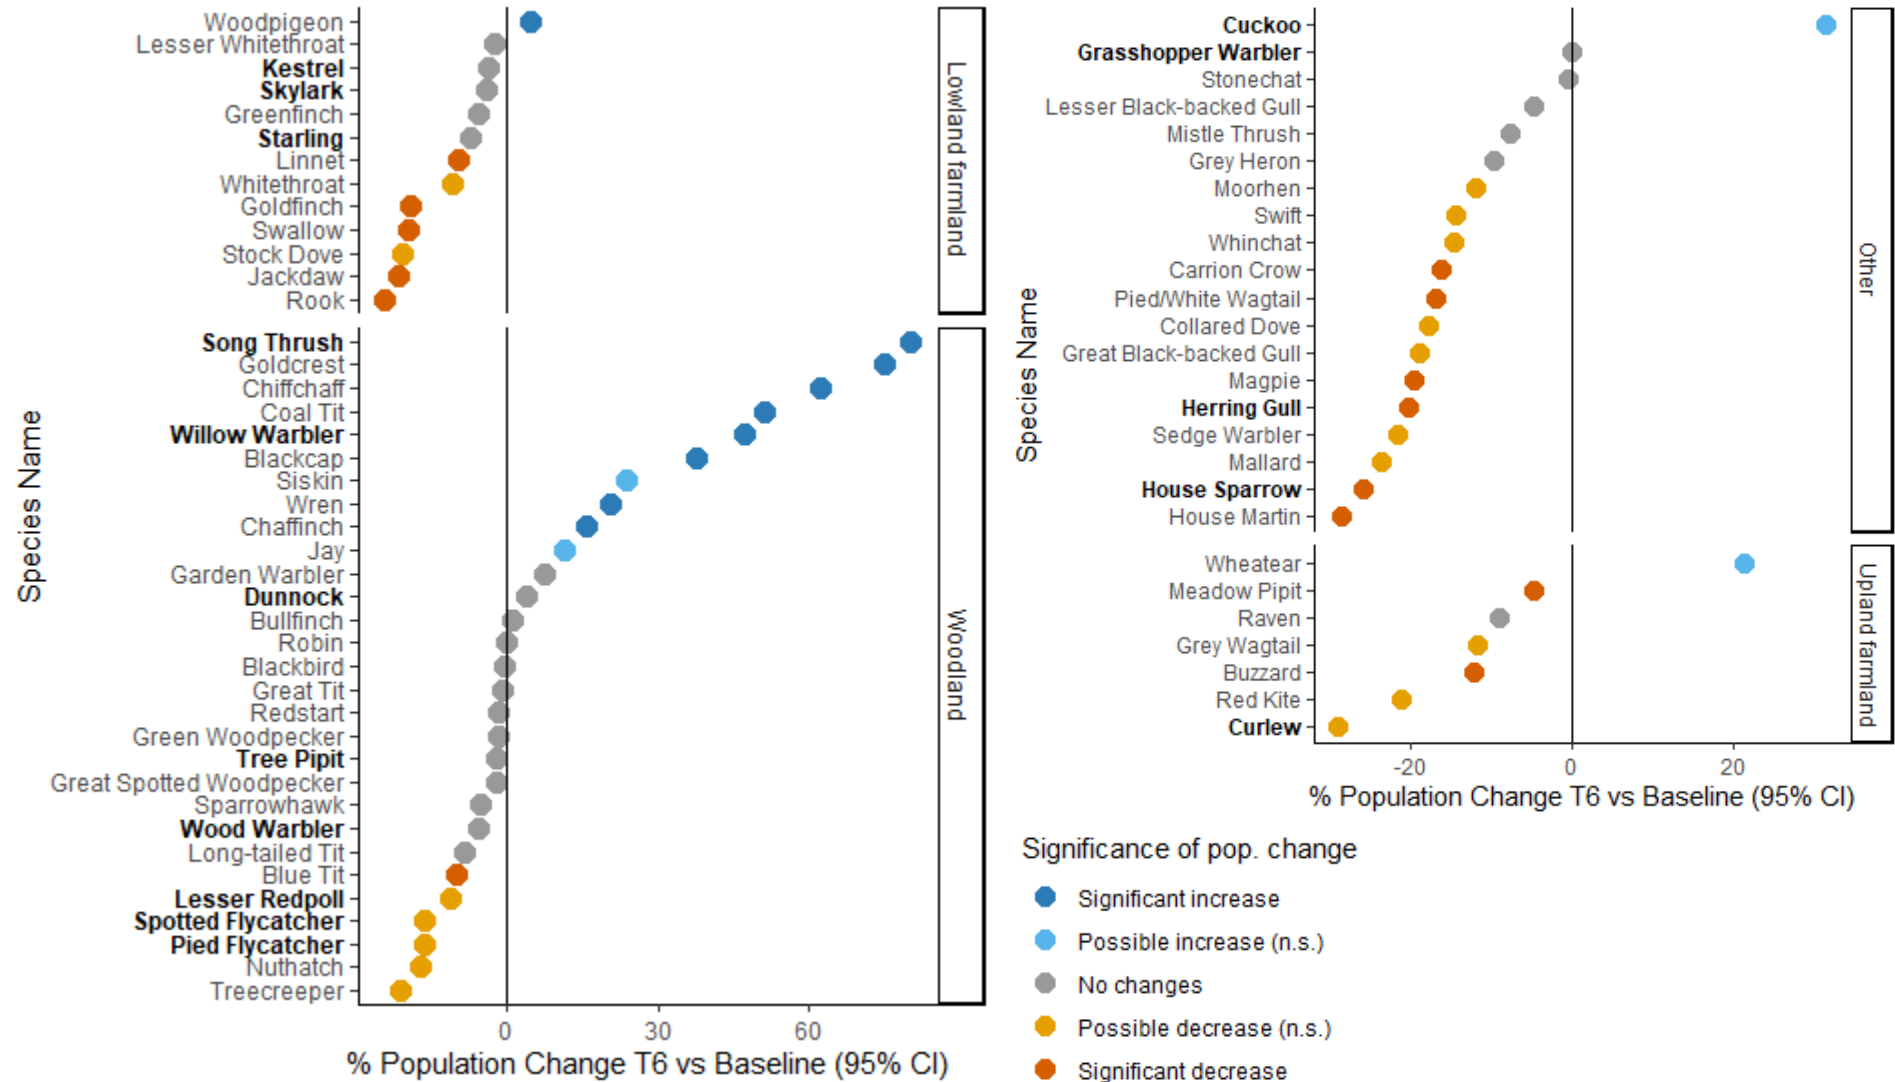 Species Name
Woodpigeon
Lesser Whitethroat
Kestrel
Skylark
Greenfinch
Starling
Linnet
Whitethroat
Goldfinch
Swallow
Stock Dove
Jackdaw
Rook
Lowland farmland
Song Thrush
Goldcrest
Chiffchaff
Coal Tit
Willow Warbler
Blackcap
Siskin
Wren
Chaffinch
Jay
Garden Warbler
Dunnock
Bullfinch
Robin
Blackbird
Great Tit
Redstart
Green Woodpecker
Tree Pipit
Great Spotted Woodpecker
Sparrowhawk
Wood Warbler
Long-tailed Tit
Blue Tit
Lesser Redpoll
Spotted Flycatcher
Pied Flycatcher
Nuthatch
Treecreeper
Woodland
0 30 60
% Population Change T6 vs Baseline (95% CI)
Species Name
Cuckoo
Grasshopper Warbler
Stonechat
Lesser Black-backed Gull
Mistle Thrush
Grey Heron
Moorhen
Swift
Whinchat
Carrion Crow
Pied/White Wagtail
Collared Dove
Great Black-backed Gull
Magpie
Herring Gull
Sedge Warbler
Mallard
House Sparrow
House Martin
Other
Wheatear
Meadow Pipit
Raven
Grey Wagtail
Buzzard
Red Kite
Curlew
Upland farmland
-20 0 20
% Population Change T6 vs Baseline (95% CI)
Significance of pop. change
Significant increase
Possible increase (n.s.)
No changes
Possible decrease (n.s.)
Significant decrease